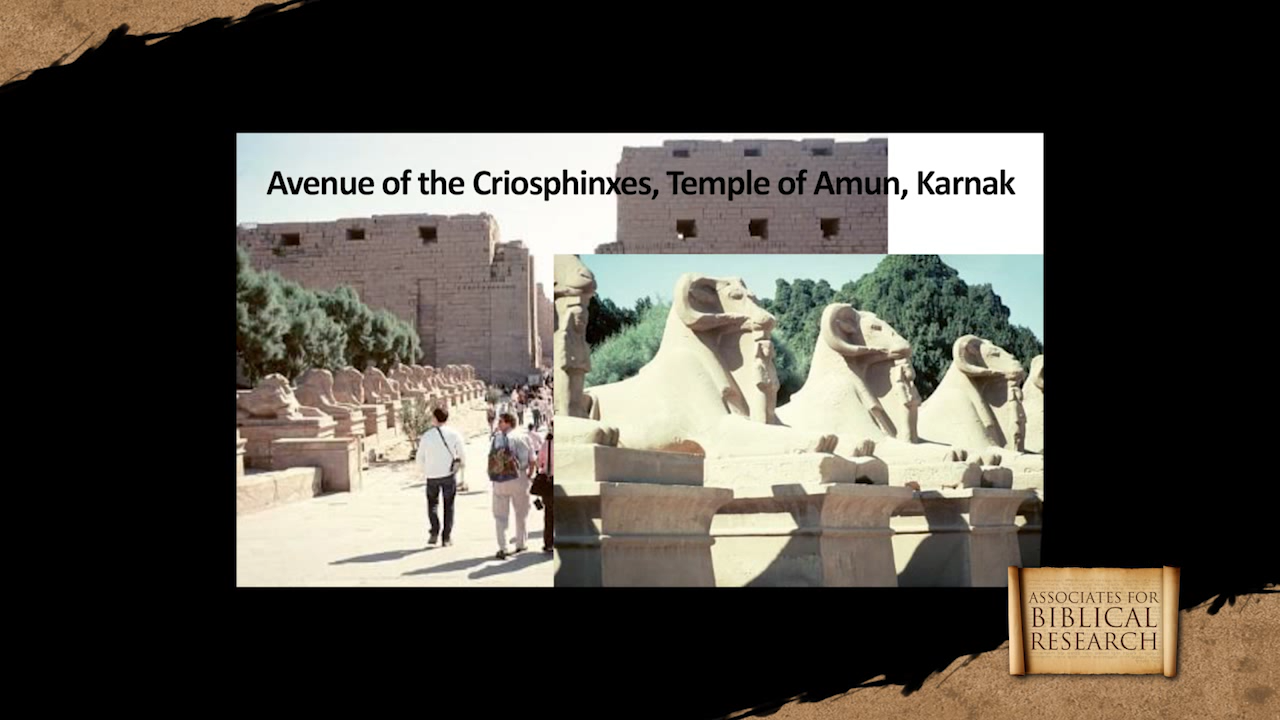 Avenue of the Criosphinxes, Temple of Amun, Karnak
ASSOCIATES FOR
BIBLICAL
RESEARCH